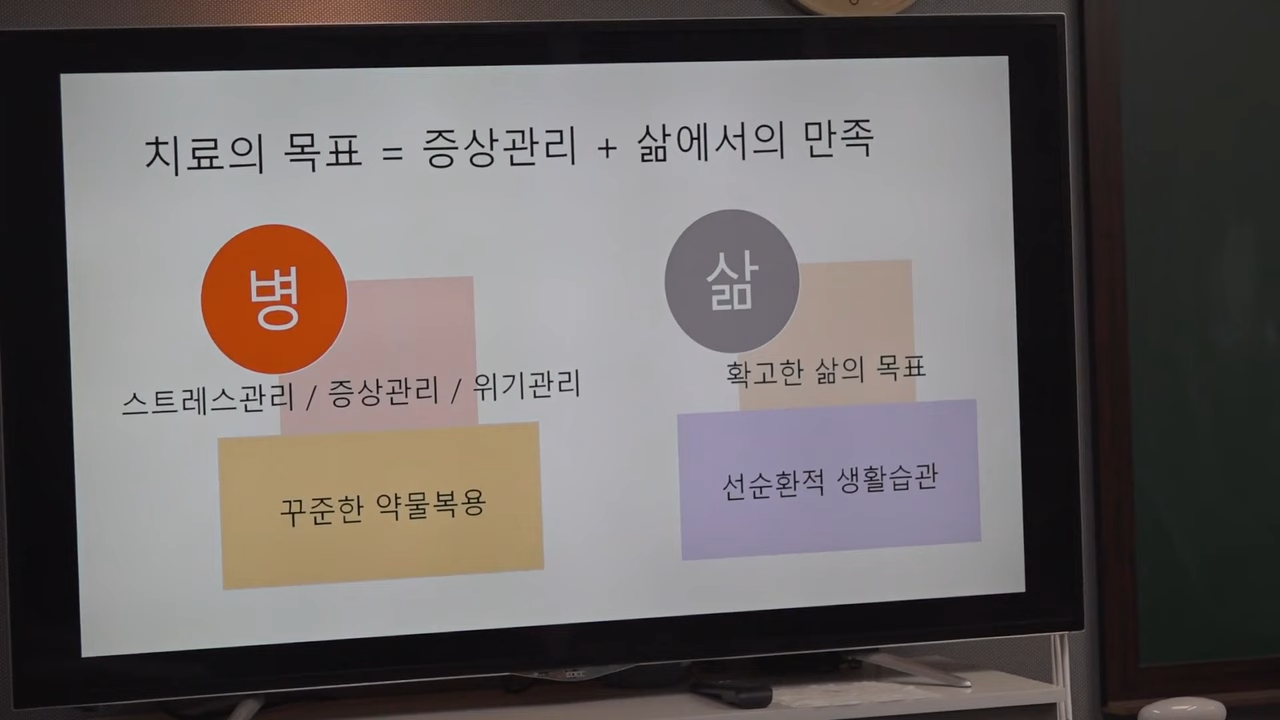 치료의 목표 = 증상관리 + 삶에서의 만족
병
스트레스관리 / 증상관리 / 위기관리
꾸준한 약물복용
삶
확고한 삶의 목표
선순환적 생활습관